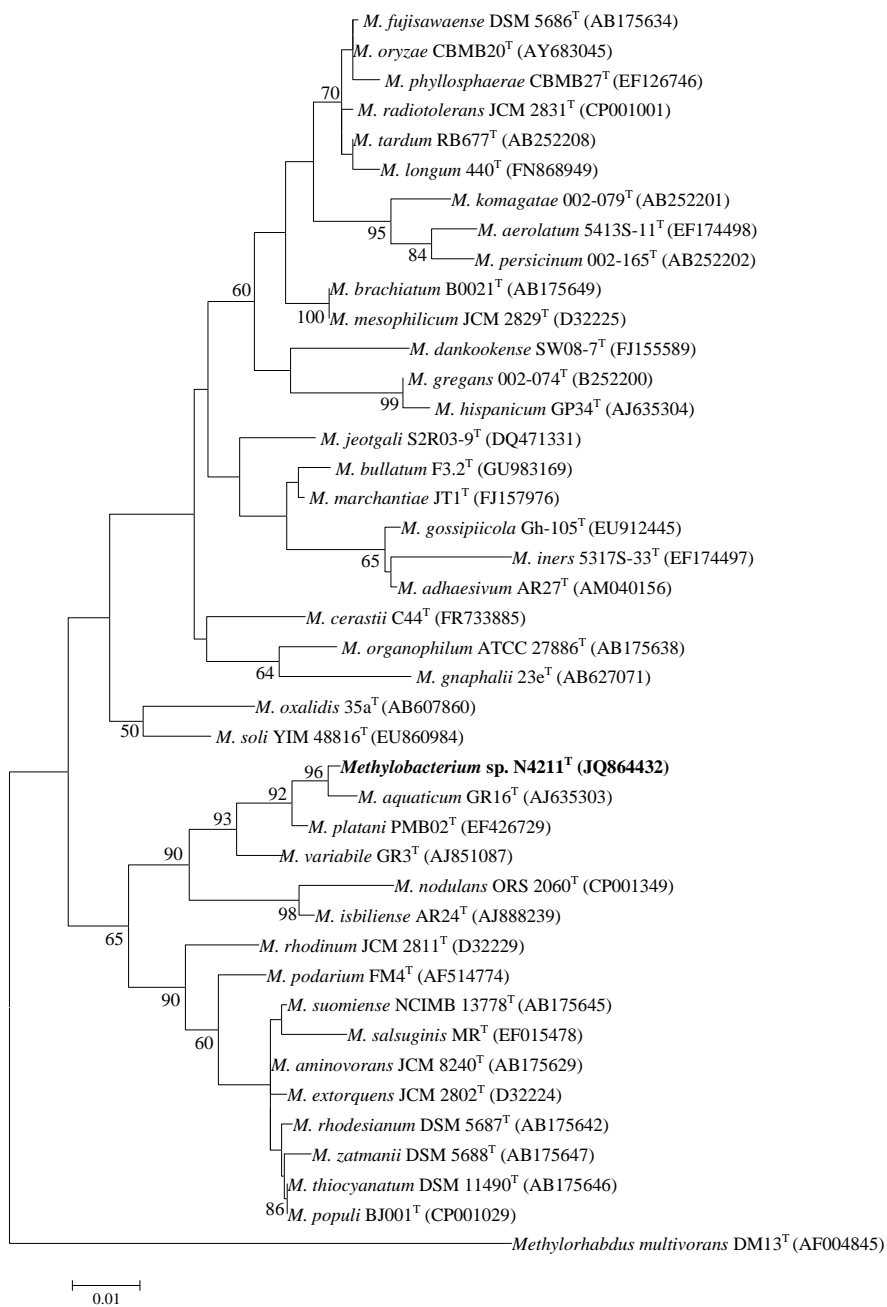 M. fujisawaense DSM 5686T (AB175634)
M. oryzae CBMB20T (AY683045)
M. phyllosphaerae CBMB27T (EF126746)
70
M. radiotolerans JCM 2831T (CP001001)
M. tardum RB677T (AB252208)
M. longum 440T (FN868949)
M. komagatae 002-079T (AB252201)
95
M. aerolatum 5413S-11T (EF174498)
84
M. persicinum 002-165T (AB252202)
60
M. brachiatum B0021T (AB175649)
100
M. mesophilicum JCM 2829T (D32225)
M. dankookense SW08-7T (FJ155589)
M. gregans 002-074T (B252200)
99
M. hispanicum GP34T (AJ635304)
M. jeotgali S2R03-9T (DQ471331)
M. bullatum F3.2T (GU983169)
M. marchantiae JT1T (FJ157976)
M. gossipiicola Gh-105T (EU912445)
65
M. iners 5317S-33T (EF174497)
M. adhaesivum AR27T (AM040156)
M. cerastii C44T (FR733885)
M. organophilum ATCC 27886T (AB175638)
64
M. gnaphalii 23eT (AB627071)
M. oxalidis 35aT (AB607860)
50
M. soli YIM 48816T (EU860984)
96
Methylobacterium sp. N4211T (JQ864432)
92
M. aquaticum GR16T (AJ635303)
93
M. platani PMB02T (EF426729)
90
M. variabile GR3T (AJ851087)
M. nodulans ORS 2060T (CP001349)
98
M. isbiliense AR24T (AJ888239)
65
M. rhodinum JCM 2811T (D32229)
M. podarium FM4T (AF514774)
90
M. suomiense NCIMB 13778T (AB175645)
60
M. salsuginis MRT (EF015478)
M. aminovorans JCM 8240T (AB175629)
M. extorquens JCM 2802T (D32224)
M. rhodesianum DSM 5687T (AB175642)
M. zatmanii DSM 5688T (AB175647)
M. thiocyanatum DSM 11490T (AB175646)
86
M. populi BJ001T (CP001029)
Methylorhabdus multivorans DM13T (AF004845)
0.01